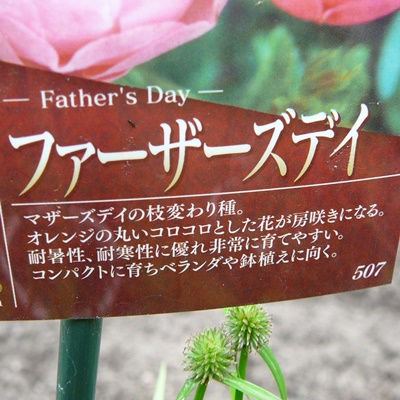 Father's Day
ファーザーズデイ
マザーズデイの枝変わり種。
オレンジの丸いコロコロとした花が房咲きになる。
耐暑性、耐寒性に優れ非常に育てやすい。
コンパクトに育ちベランダや鉢植えに向く。
507